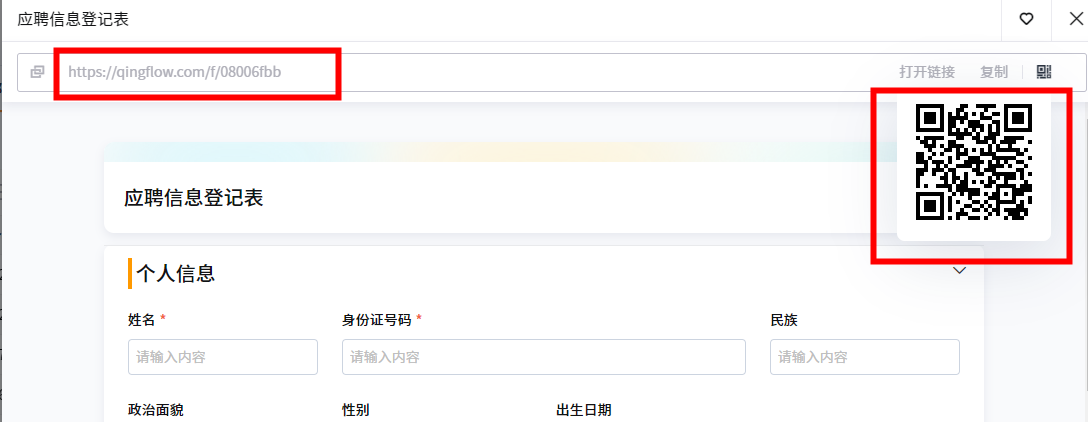 应聘信息登记表
https://qingflow.com/f/08006fbb 打开链接 复制
应聘信息登记表
个人信息
姓名 * 身份证号码 * 民族
请输入内容 请输入内容 请输入内容
政治面貌 性别 出生日期